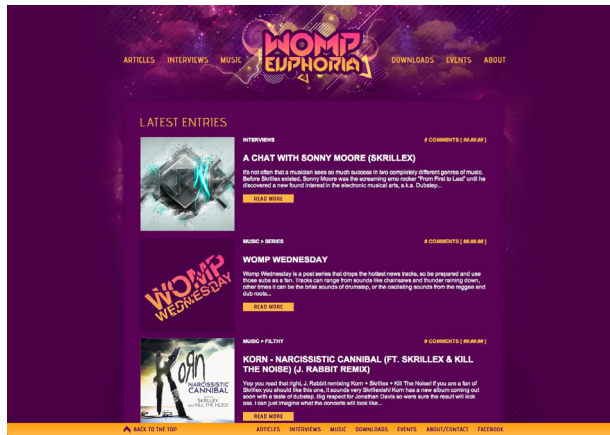 WOMP
EUPHORIA
ARTICLES INTERVIEWS MUSIC DOWNLOADS EVENTS ABOUT
LATEST ENTRIES
INTERVIEWS # COMMENTS [ ##.##.## ]
A CHAT WITH SONNY MOORE (SKRILLEX)
It's not often that a musician sees so much success in two completely different genres of music.
Before Skrillex existed, Sonny Moore was the screaming emo rocker "From First to Last" until he
discovered a new found interest in the electronic musical arts, a.k.a. Dubstep...
READ MORE
WOMP
WEDNESDAY
MUSIC > SERIES # COMMENTS [ ##.##.## ]
WOMP WEDNESDAY
Womp Wednesday is a post series that drops the hottest news tracks, so be prepared and use
those subs as a fan. Tracks can range from sounds like chainsaws and thunder raining down,
other times it can be the brisk sounds of drumstep, or the oscilating sounds from the reggae and
dub roots...
READ MORE
KoRn
NARCISSISTIC
CANNIBAL
SKRILLEX
AND KILL THE NOISE
MUSIC > FILTHY # COMMENTS [ ##.##.## ]
KORN - NARCISSISTIC CANNIBAL (FT. SKRILLEX & KILL
THE NOISE) (J. RABBIT REMIX)
Yep you read that right, J. Rabbit remixing Korn + Skrillex + Kill The Noise! If you are a fan of
Skrillex you should like this one, it sounds very Skrillexish! Korn has a new album coming out
soon with a taste of dubstep. Big respect for Jonathan Davis so were sure the result will kick
ass. I can just imagine what the concerts will look like...
READ MORE
BACK TO THE TOP ARTICLES INTERVIEWS MUSIC DOWNLOADS EVENTS ABOUT/CONTACT FACEBOOK